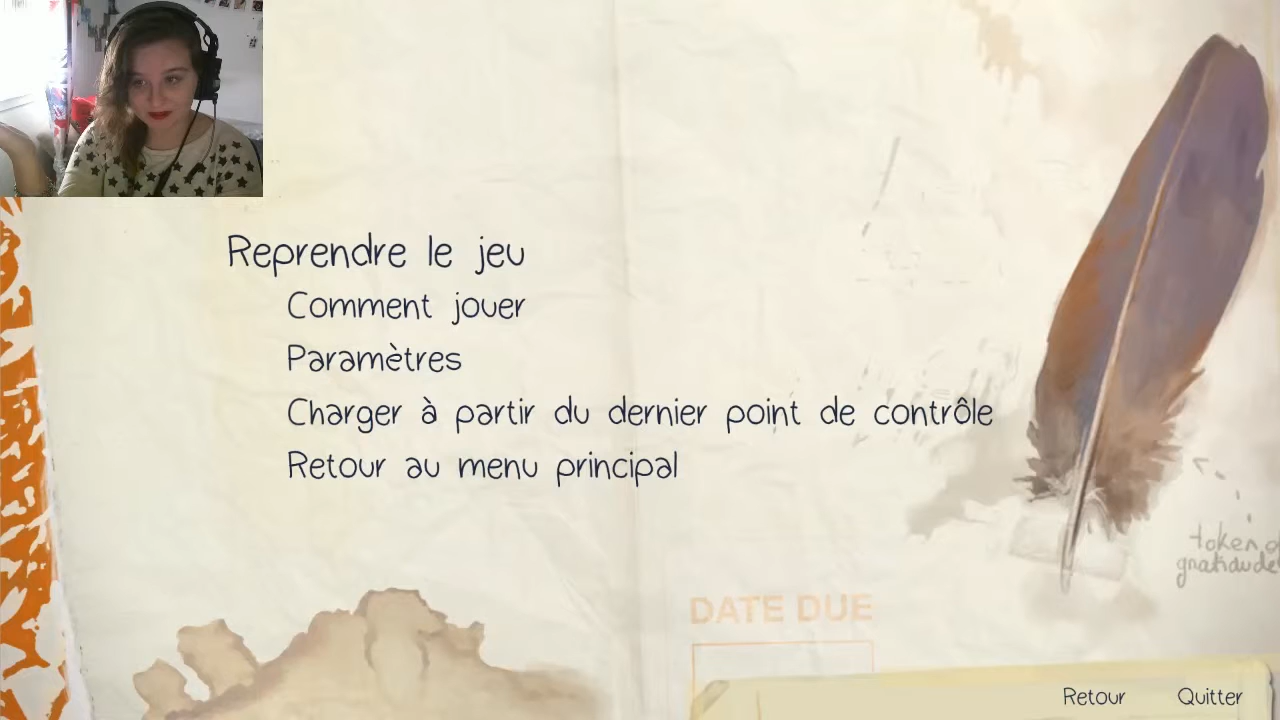 Reprendre le jeu
Comment jouer
Paramètres
Charger à partir du dernier point de contrôle
Retour au menu principal
token
DATE DUE
Retour Quitter